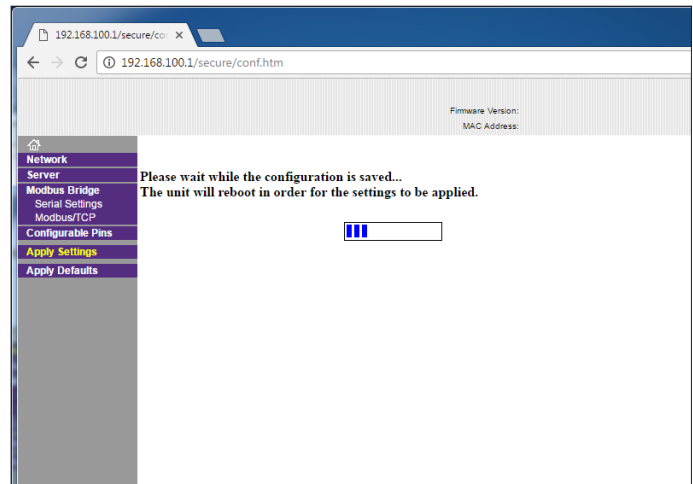 192.168.100.1/secure/co
192.168.100.1/secure/conf.htm
Firmware Version:
MAC Address:
Network
Server
Modbus Bridge
Serial Settings
Modbus/TCP
Configurable Pins
Apply Settings
Apply Defaults
Please wait while the configuration is saved...
The unit will reboot in order for the settings to be applied.